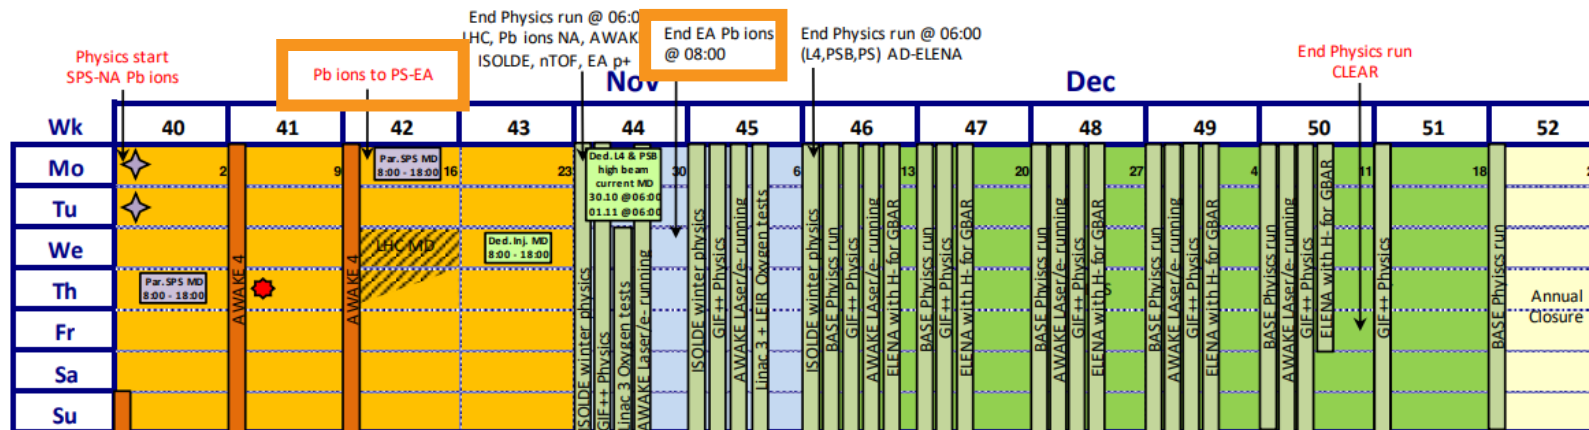 Physics start
SPS-NA Pb ions
Pb ions to PS-EA
End Physics run @ 06:0
LHC, Pb ions NA, AWAK
ISOLDE, nTOF, EA p+
End EA Pb ions
@ 08:00
End Physics run @ 06:00
(L4,PSB,PS) AD-ELENA
End Physics run
CLEAR
Nov
Dec
Wk 40 41 42 43 44 45 46 47 48 49 50 51 52
Mo 2 9 16 23 30 6 13 20 27 4 11 18 2
Tu
We
Th
Fr
Sa
Su
Par.SPS MD
8:00 - 18:00
AWAKE 4
AWAKE 4
Par.SPS MD
8:00 - 18:00
LHC MD
Ded.Inj. MD
8:00 - 18:00
Ded.L4 & PSB
high beam
current MD
30.10 @06:00
01.11 @06:00
ISOLDE winter physics
GIF++ Physics
Linac 3 Oxygen tests
AWAKE Laser/e- running
ISOLDE winter physics
GIF++ Physics
AWAKE LAser/e- running
Linac 3 + LEIR Oxygen tests
ISOLDE winter physics
BASE Phyiscs run
GIF++ Physics
AWAKE LAser/e- running
ELENA with H- for GBAR
BASE Phyiscs run
GIF++ Physics
ELENA with H- for GBAR
BASE Phyiscs run
AWAKE LAser/e- running
GIF++ Physics
ELENA with H- for GBAR
S
BASE Phyiscs run
AWAKE LAser/e- running
GIF++ Physics
ELENA with H- for GBAR
BASE Phyiscs run
AWAKE LAser/e- running
GIF++ Physics
ELENA with H- for GBAR
GIF++ Physics
BASE Phyiscs run
Annual
Closure